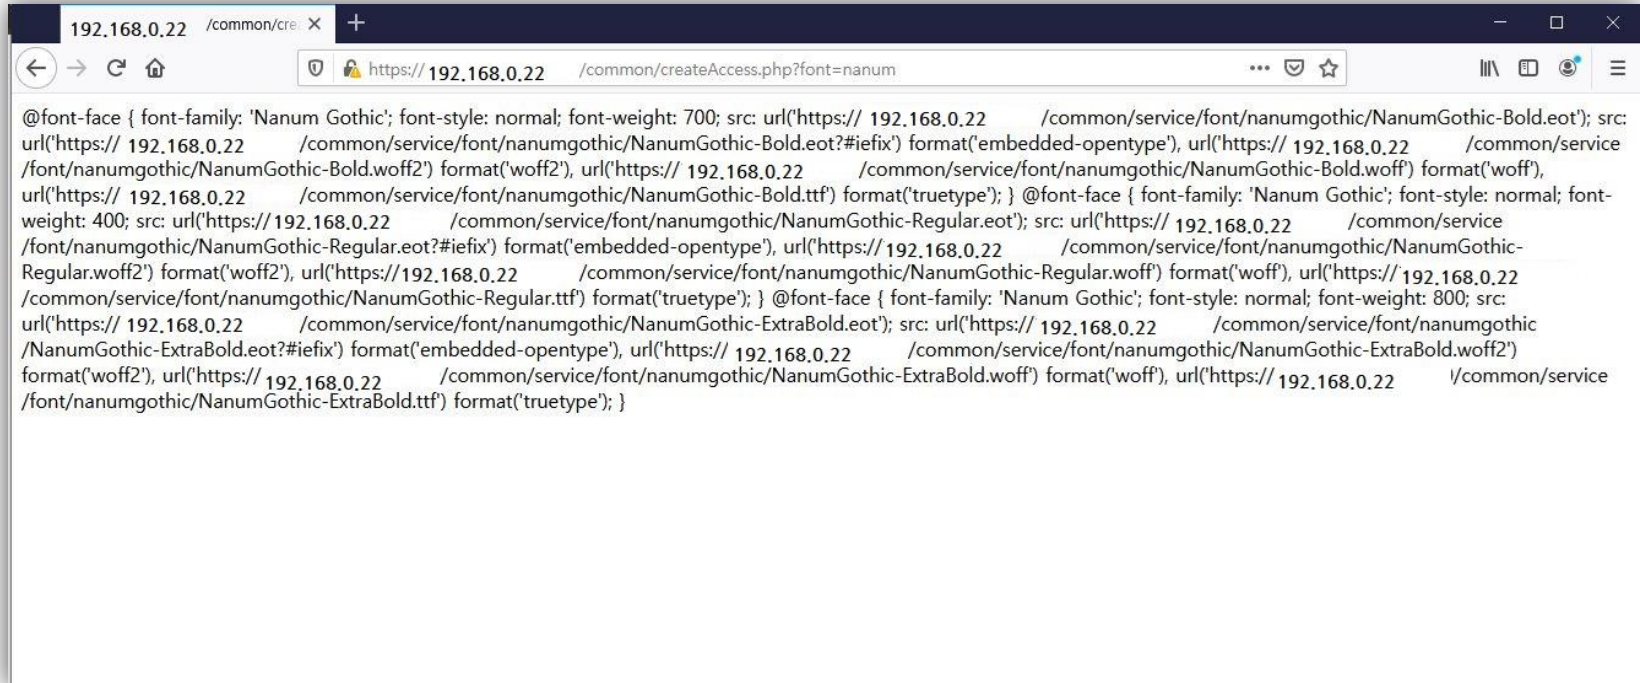 192.168.0.22 /common/cre
https://192.168.0.22 /common/createAccess.php?font=nanum
@font-face { font-family: 'Nanum Gothic'; font-style: normal; font-weight: 700; src: url('https:// 192.168.0.22 /common/service/font/nanumgothic/NanumGothic-Bold.eot'); src:
url('https:// 192.168.0.22 /common/service/font/nanumgothic/NanumGothic-Bold.eot?#iefix') format('embedded-opentype'), url('https:// 192.168.0.22 /common/service
/font/nanumgothic/NanumGothic-Bold.woff2') format('woff2'), url('https:// 192.168.0.22 /common/service/font/nanumgothic/NanumGothic-Bold.woff') format('woff'),
url('https:// 192.168.0.22 /common/service/font/nanumgothic/NanumGothic-Bold.ttf') format('truetype'); } @font-face { font-family: 'Nanum Gothic'; font-style: normal; font-
weight: 400; src: url('https://192.168.0.22 /common/service/font/nanumgothic/NanumGothic-Regular.eot'); src: url('https:// 192.168.0.22 /common/service
/font/nanumgothic/NanumGothic-Regular.eot?#iefix') format('embedded-opentype'), url('https://192.168.0.22 /common/service/font/nanumgothic/NanumGothic-
Regular.woff2') format('woff2'), url('https://192.168.0.22 /common/service/font/nanumgothic/NanumGothic-Regular.woff') format('woff'), url('https://192.168.0.22
/common/service/font/nanumgothic/NanumGothic-Regular.ttf') format('truetype'); } @font-face { font-family: 'Nanum Gothic'; font-style: normal; font-weight: 800; src:
url('https:// 192.168.0.22 /common/service/font/nanumgothic/NanumGothic-ExtraBold.eot'); src: url('https:// 192.168.0.22 /common/service/font/nanumgothic
/NanumGothic-ExtraBold.eot?#iefix') format('embedded-opentype'), url('https:// 192.168.0.22 /common/service/font/nanumgothic/NanumGothic-ExtraBold.woff2')
format('woff2'), url('https:// 192.168.0.22 /common/service/font/nanumgothic/NanumGothic-ExtraBold.woff') format('woff'), url('https:// 192.168.0.22 /common/service
/font/nanumgothic/NanumGothic-ExtraBold.ttf') format('truetype'); }